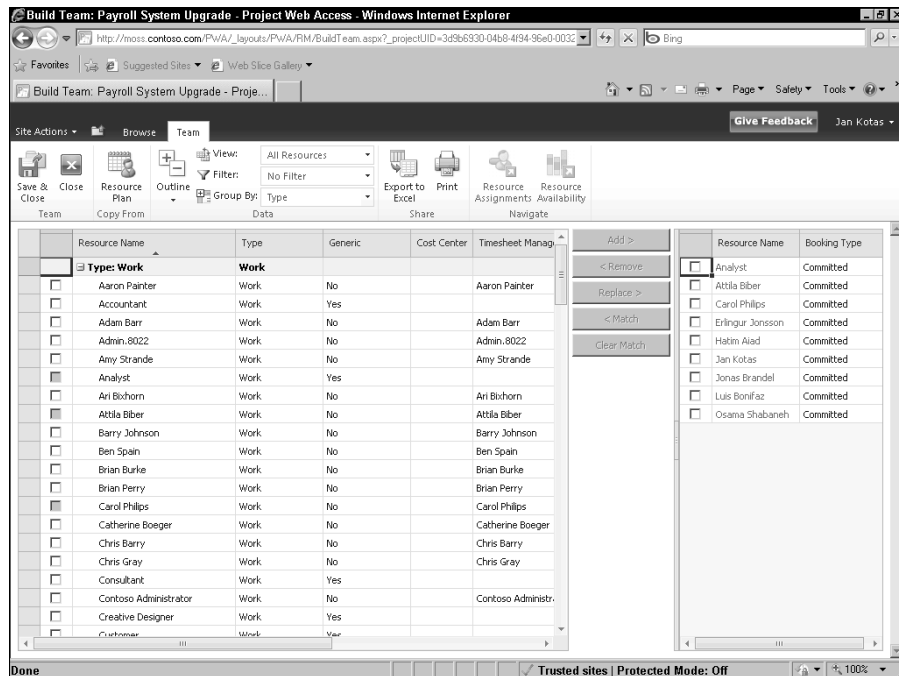 Build Team: Payroll System Upgrade - Project Web Access - Windows Internet Explorer
http://moss.contoso.com/PWA/_layouts/PWA/RM/BuildTeam.aspx?_projectUID=3d9b6930-04b8-4f94-96e0-0032 Bing
Favorites Suggested Sites Web Slice Gallery
Build Team: Payroll System Upgrade - Proje... Page Safety Tools
Give Feedback Jan Kotas
Site Actions Browse Team
View: All Resources
Filter: No Filter
Group By: Type
Save & Close Close Resource Plan Outline Export to Excel Print Resource Assignments Resource Availability
Team Copy From Data Share Navigate
Resource Name Type Generic Cost Center Timesheet Manag Add > Resource Name Booking Type
Type: Work Work < Remove Analyst Committed
Aaron Painter Work No Aaron Painter Replace > Attila Biber Committed
Accountant Work Yes Carol Philips Committed
Adam Barr Work No Adam Barr < Match Erlingur Jonsson Committed
Admin.8022 Work No Admin.8022 Clear Match Hatim Aiad Committed
Amy Strande Work No Amy Strande Jan Kotas Committed
Analyst Work Yes Jonas Brandel Committed
Ari Bixhorn Work No Ari Bixhorn Luis Bonifaz Committed
Attila Biber Work No Attila Biber Osama Shabaneh Committed
Barry Johnson Work No Barry Johnson
Ben Spain Work No Ben Spain
Brian Burke Work No Brian Burke
Brian Perry Work No Brian Perry
Carol Philips Work No Carol Philips
Catherine Boeger Work No Catherine Boeger
Chris Barry Work No Chris Barry
Chris Gray Work No Chris Gray
Consultant Work Yes
Contoso Administrator Work No Contoso Administr
Creative Designer Work Yes
Customer Work Yes
Done Trusted sites | Protected Mode: Off 100%